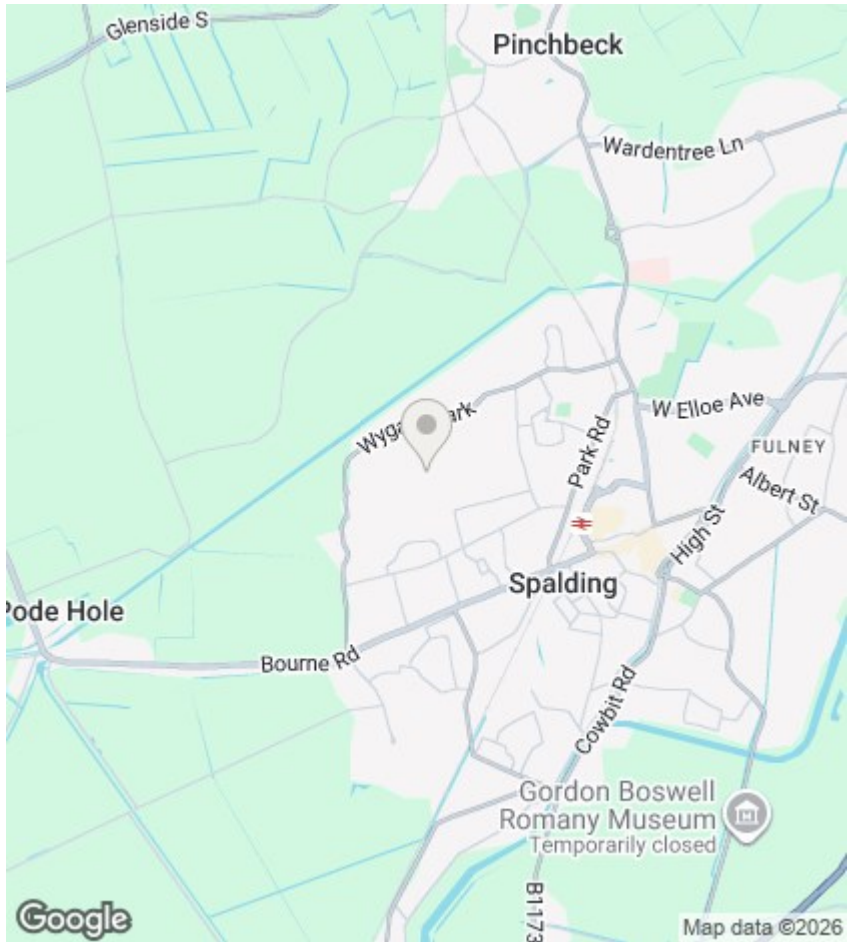 Glenside S
Pinchbeck
Wardentree Ln
W Elloe Ave
Park Rd
FULNEY
Albert St
High St
Spalding
Pode Hole
Bourne Rd
Cowbit Rd
Gordon Boswell
Romany Museum
Temporarily closed
B1173
Google
Map data ©2026